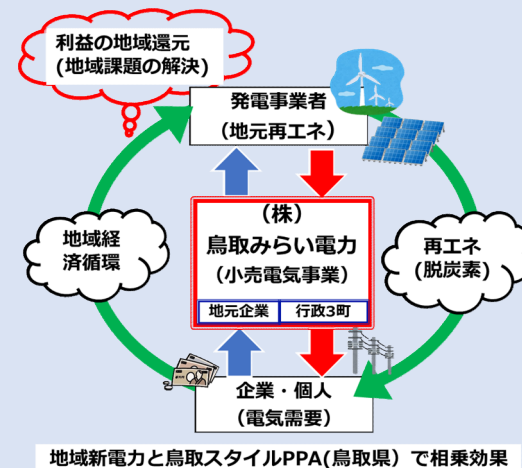 利益の地域還元
(地域課題の解決)
発電事業者
（地元再エネ）
（株）
鳥取みらい電力
（小売電気事業）
地元企業
行政3町
地域経
済循環
再エネ
(脱炭素)
企業・個人
（電気需要）
地域新電力と鳥取スタイルPPA(鳥取県）で相乗効果